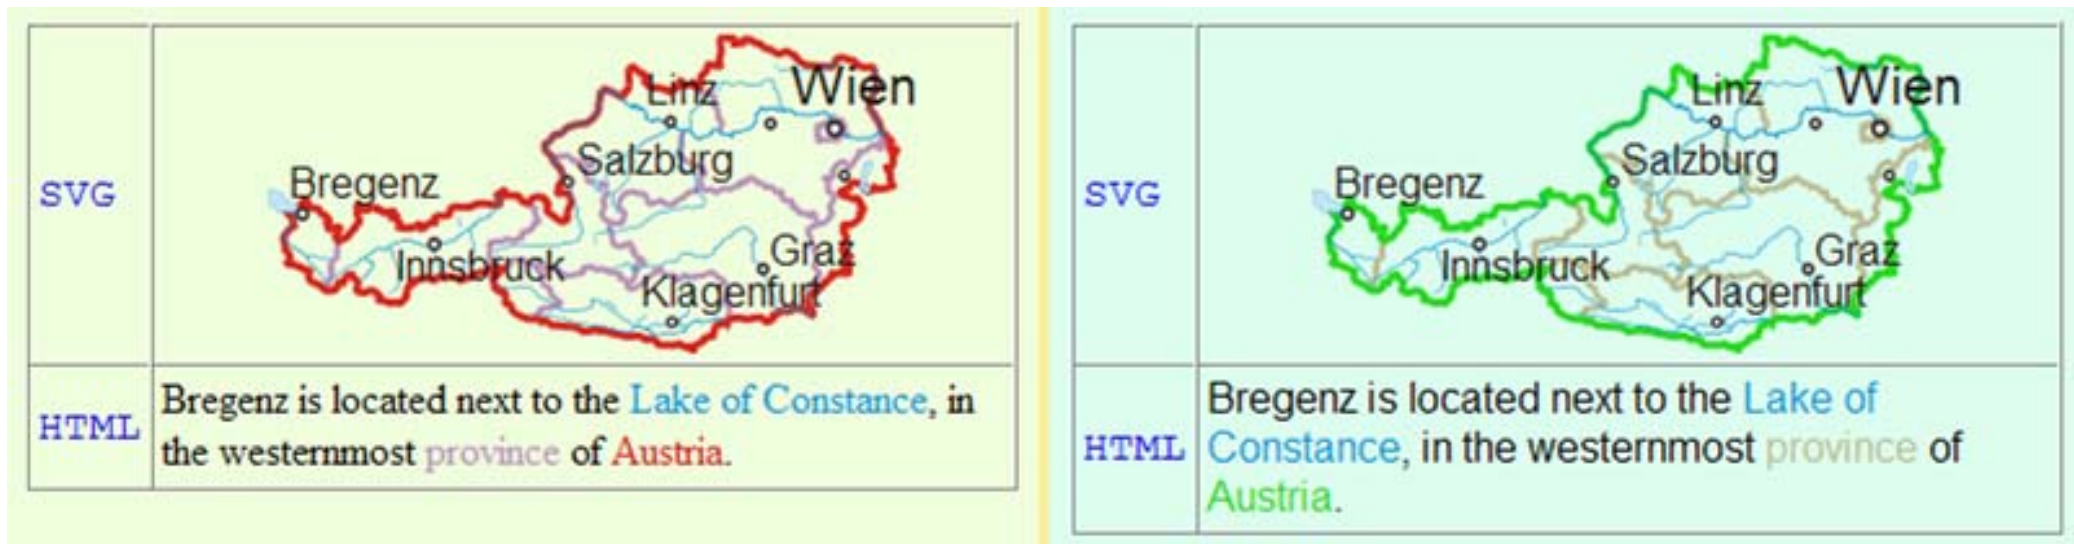 SVG
Linz
Wien
Salzburg
Bregenz
Graz
Innsbruck
Klagenfurt
HTML
Bregenz is located next to the Lake of Constance, in
the westernmost province of Austria.
SVG
Linz
Wien
Salzburg
Bregenz
Graz
Innsbruck
Klagenfurt
HTML
Bregenz is located next to the Lake of
Constance, in the westernmost province of
Austria.